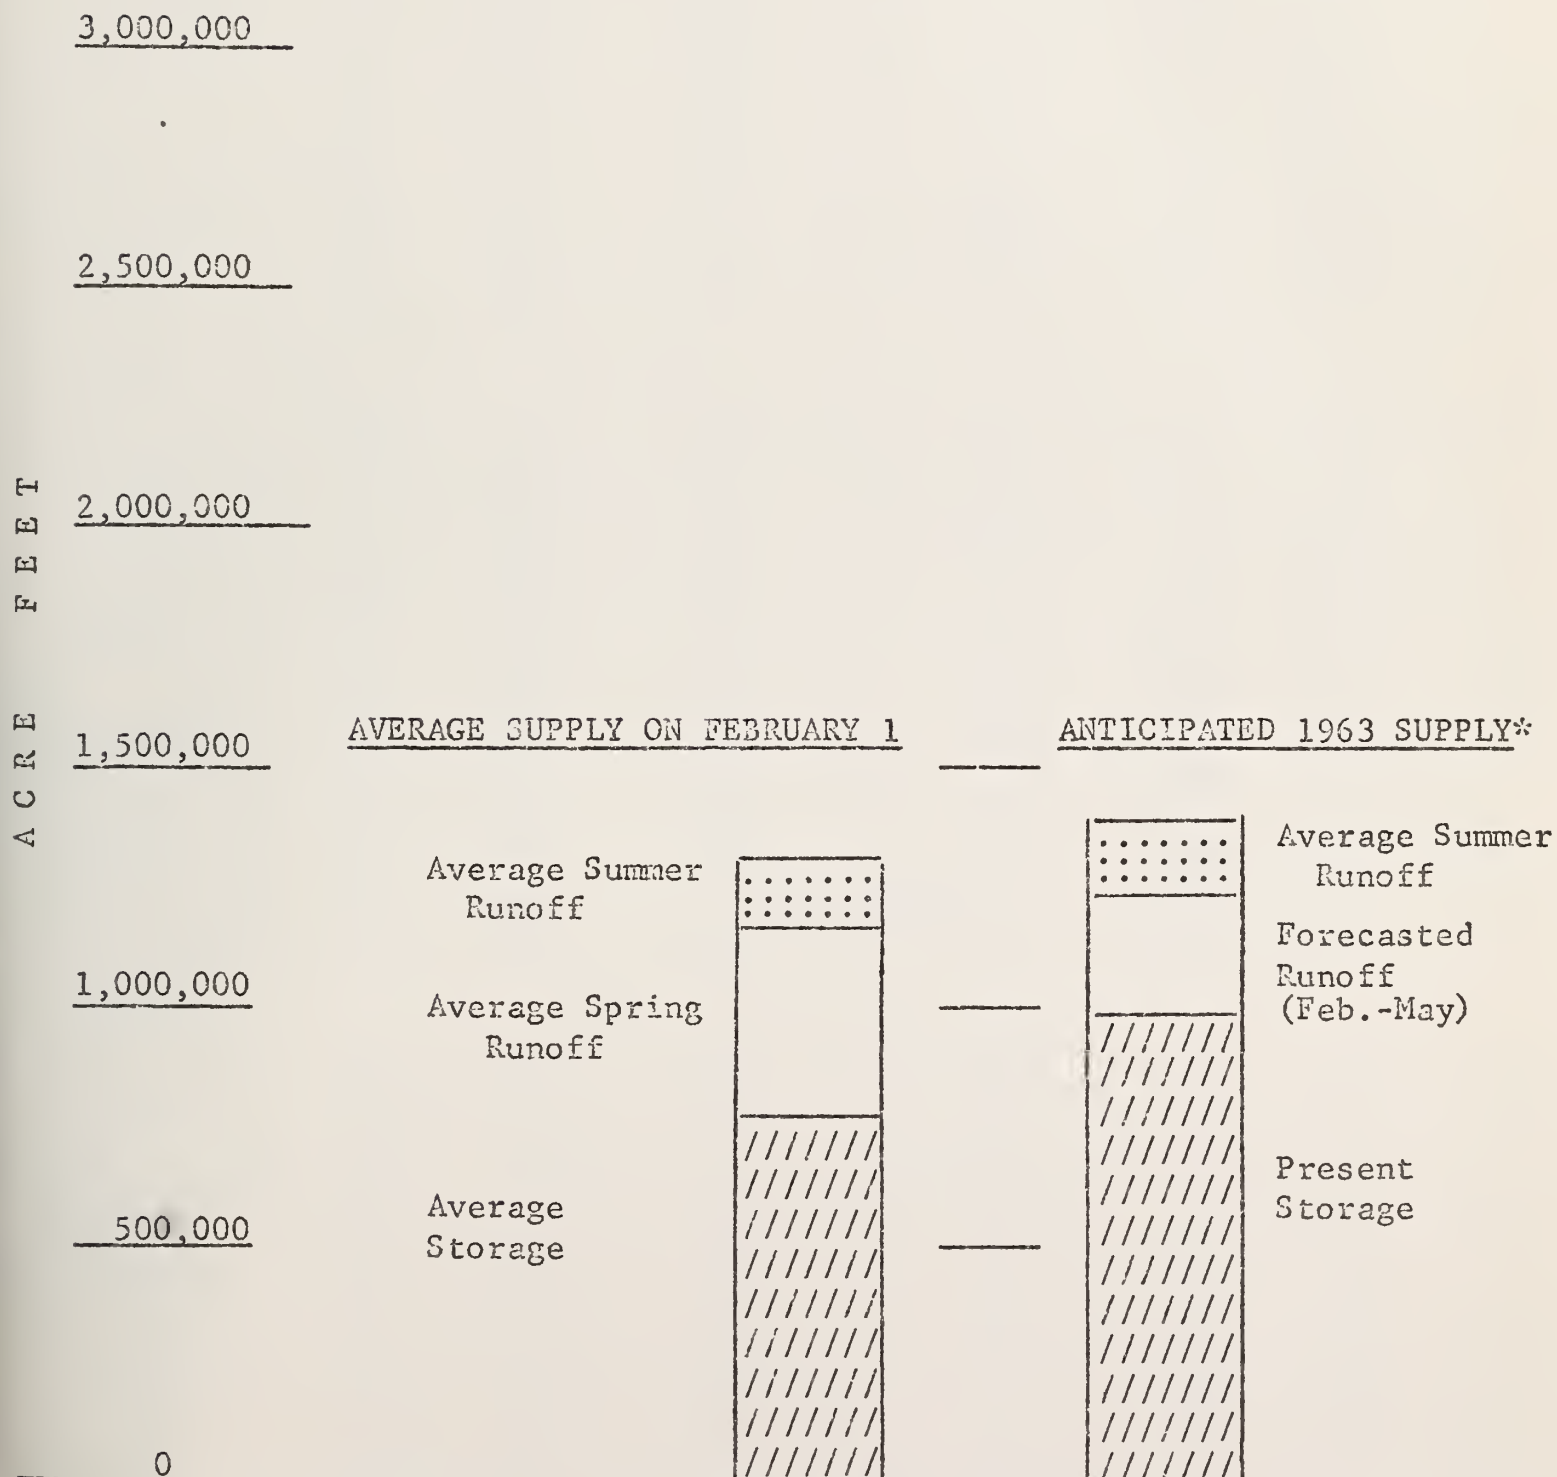 3,000,000
2,500,000
2,000,000
ACRE FEET
1,500,000
AVERAGE SUPPLY ON FEBRUARY 1
ANTICIPATED 1963 SUPPLY*
Average Summer
Runoff
Average Summer
Runoff
Forecasted
Runoff
(Feb.-May)
1,000,000
Average Spring
Runoff
Present
Storage
500,000
Average
Storage
0